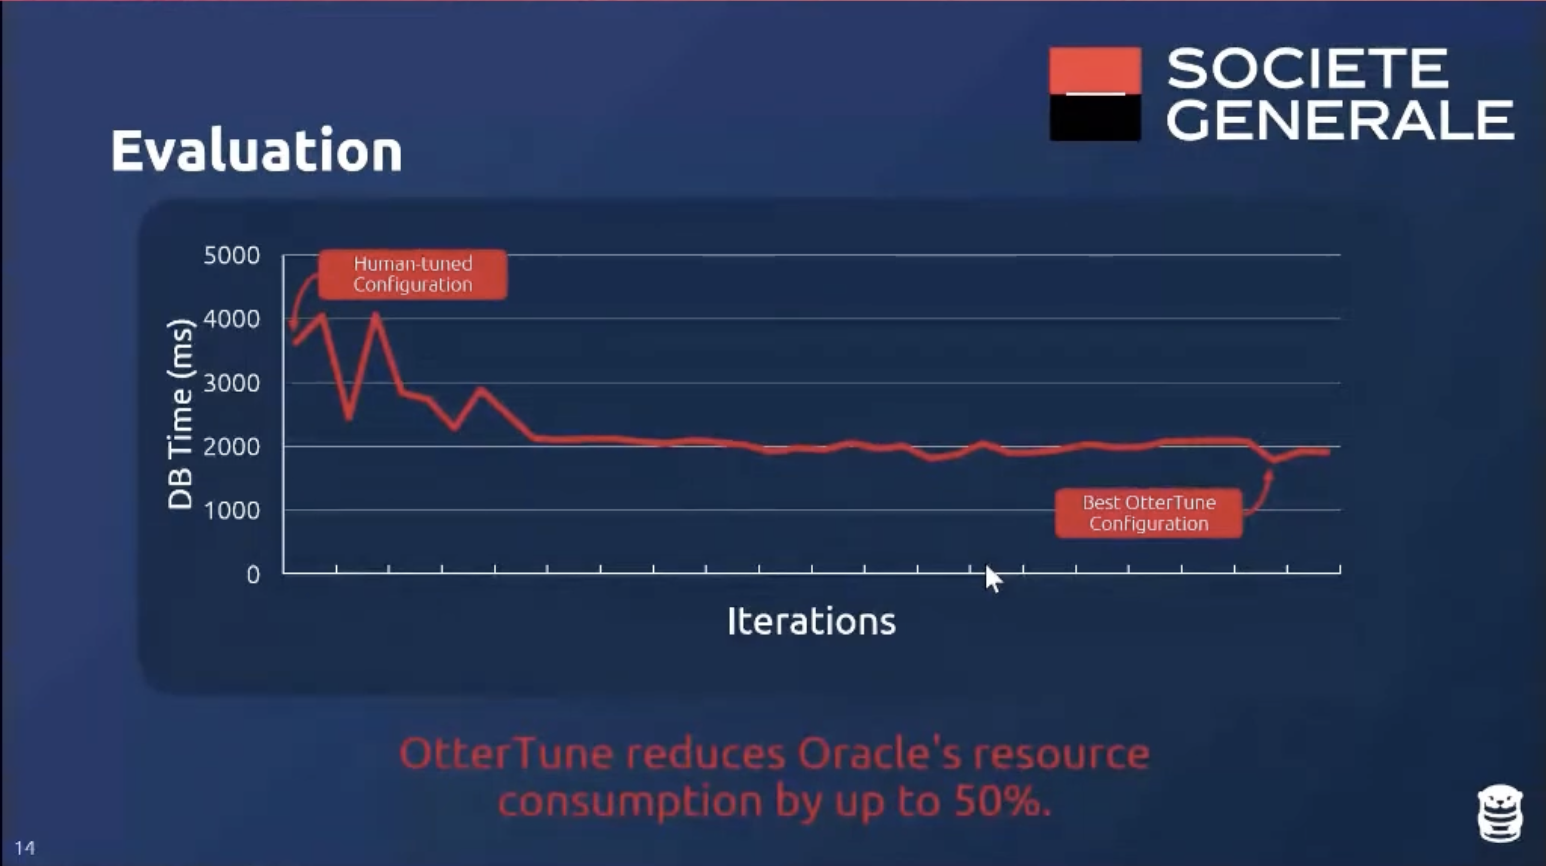 SOCIETE
GENERALE
Evaluation
5000
4000
3000
2000
1000
0
DB Time (ms)
Human-tuned
Configuration
Best OtterTune
Configuration
Iterations
OtterTune reduces Oracle's resource
consumption by up to 50%.
14